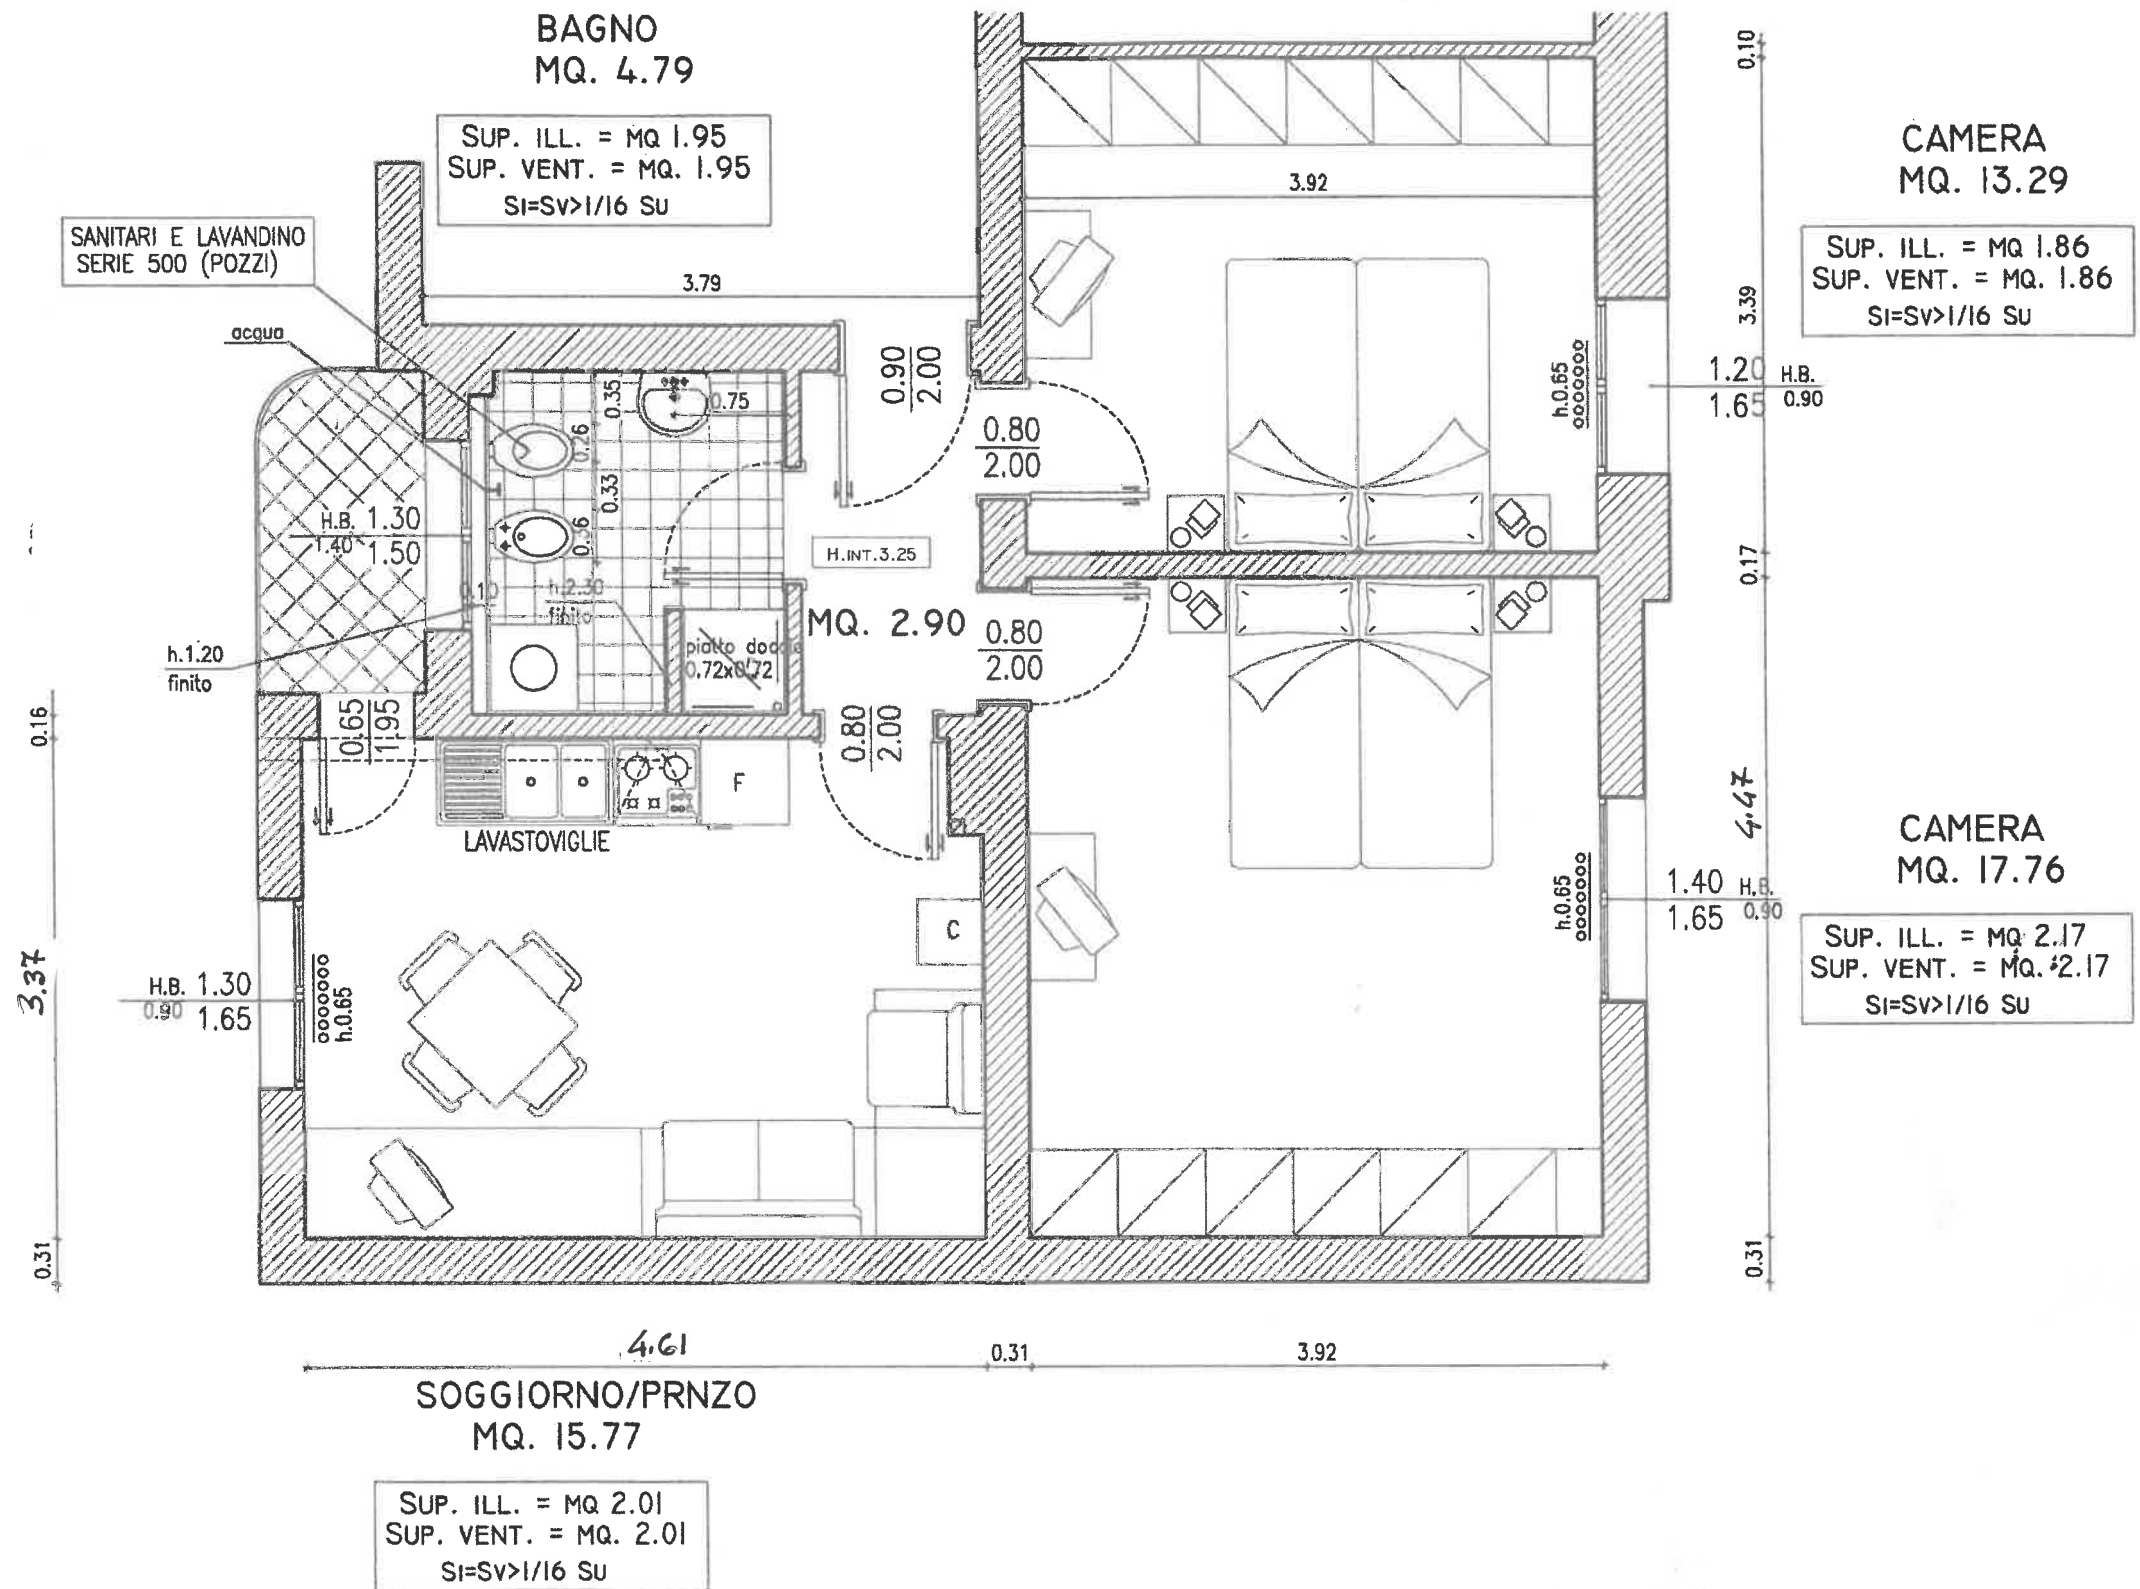 BAGNO
MQ. 4.79
SUP. ILL. = MQ 1.95
SUP. VENT. = MQ. 1.95
SI=SV>1/16 SU
SANITARI E LAVANDINO
SERIE 500 (POZZI)
acqua
3.79
3.92
0.10
CAMERA
MQ. 13.29
SUP. ILL. = MQ 1.86
SUP. VENT. = MQ. 1.86
SI=SV>1/16 SU
3.39
h.0.65
1.20 H.B.
1.65 0.90
0.90
2.00
0.80
2.00
0.35
0.75
0.26
0.33
0.36
H.B. 1.30
1.40 1.50
0.10
h.2.30
finito
H.INT.3.25
0.17
MQ. 2.90
0.80
2.00
piatto doccia
0.72x0.72
h.1.20
finito
0.16
0.65
1.95
0.80
2.00
F
LAVASTOVIGLIE
C
4.47
CAMERA
MQ. 17.76
h.0.65
1.40 H.B.
1.65 0.90
SUP. ILL. = MQ 2.17
SUP. VENT. = MQ. 2.17
SI=SV>1/16 SU
3.37
H.B. 1.30
1.65
h.0.65
0.31
0.31
4.61
0.31
3.92
SOGGIORNO/PRNZO
MQ. 15.77
SUP. ILL. = MQ 2.01
SUP. VENT. = MQ. 2.01
SI=SV>1/16 SU